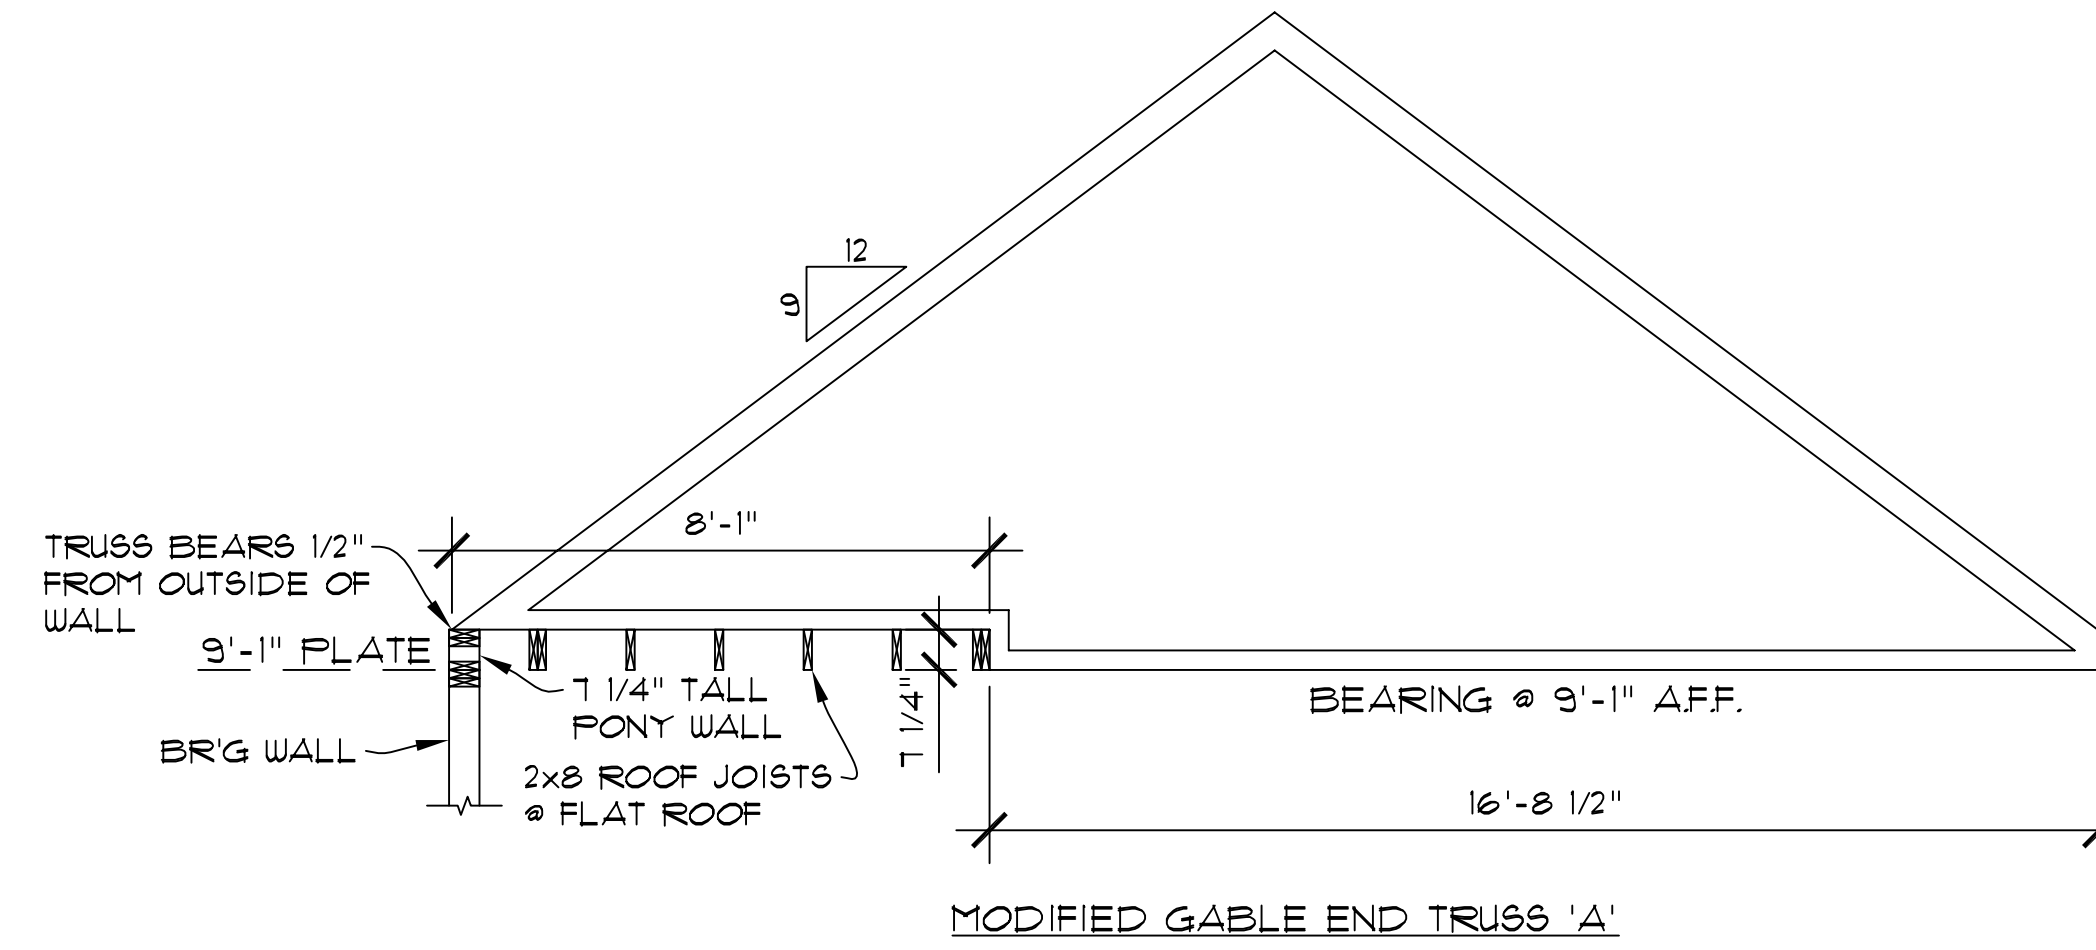 12
9
8'-1"
TRUSS BEARS 1/2"
FROM OUTSIDE OF
WALL
9'-1" PLATE
7 1/4" TALL
PONY WALL
7 1/4"
BEARING @ 9'-1" A.F.F.
BR'G WALL
2x8 ROOF JOISTS
@ FLAT ROOF
16'-8 1/2"
MODIFIED GABLE END TRUSS 'A'